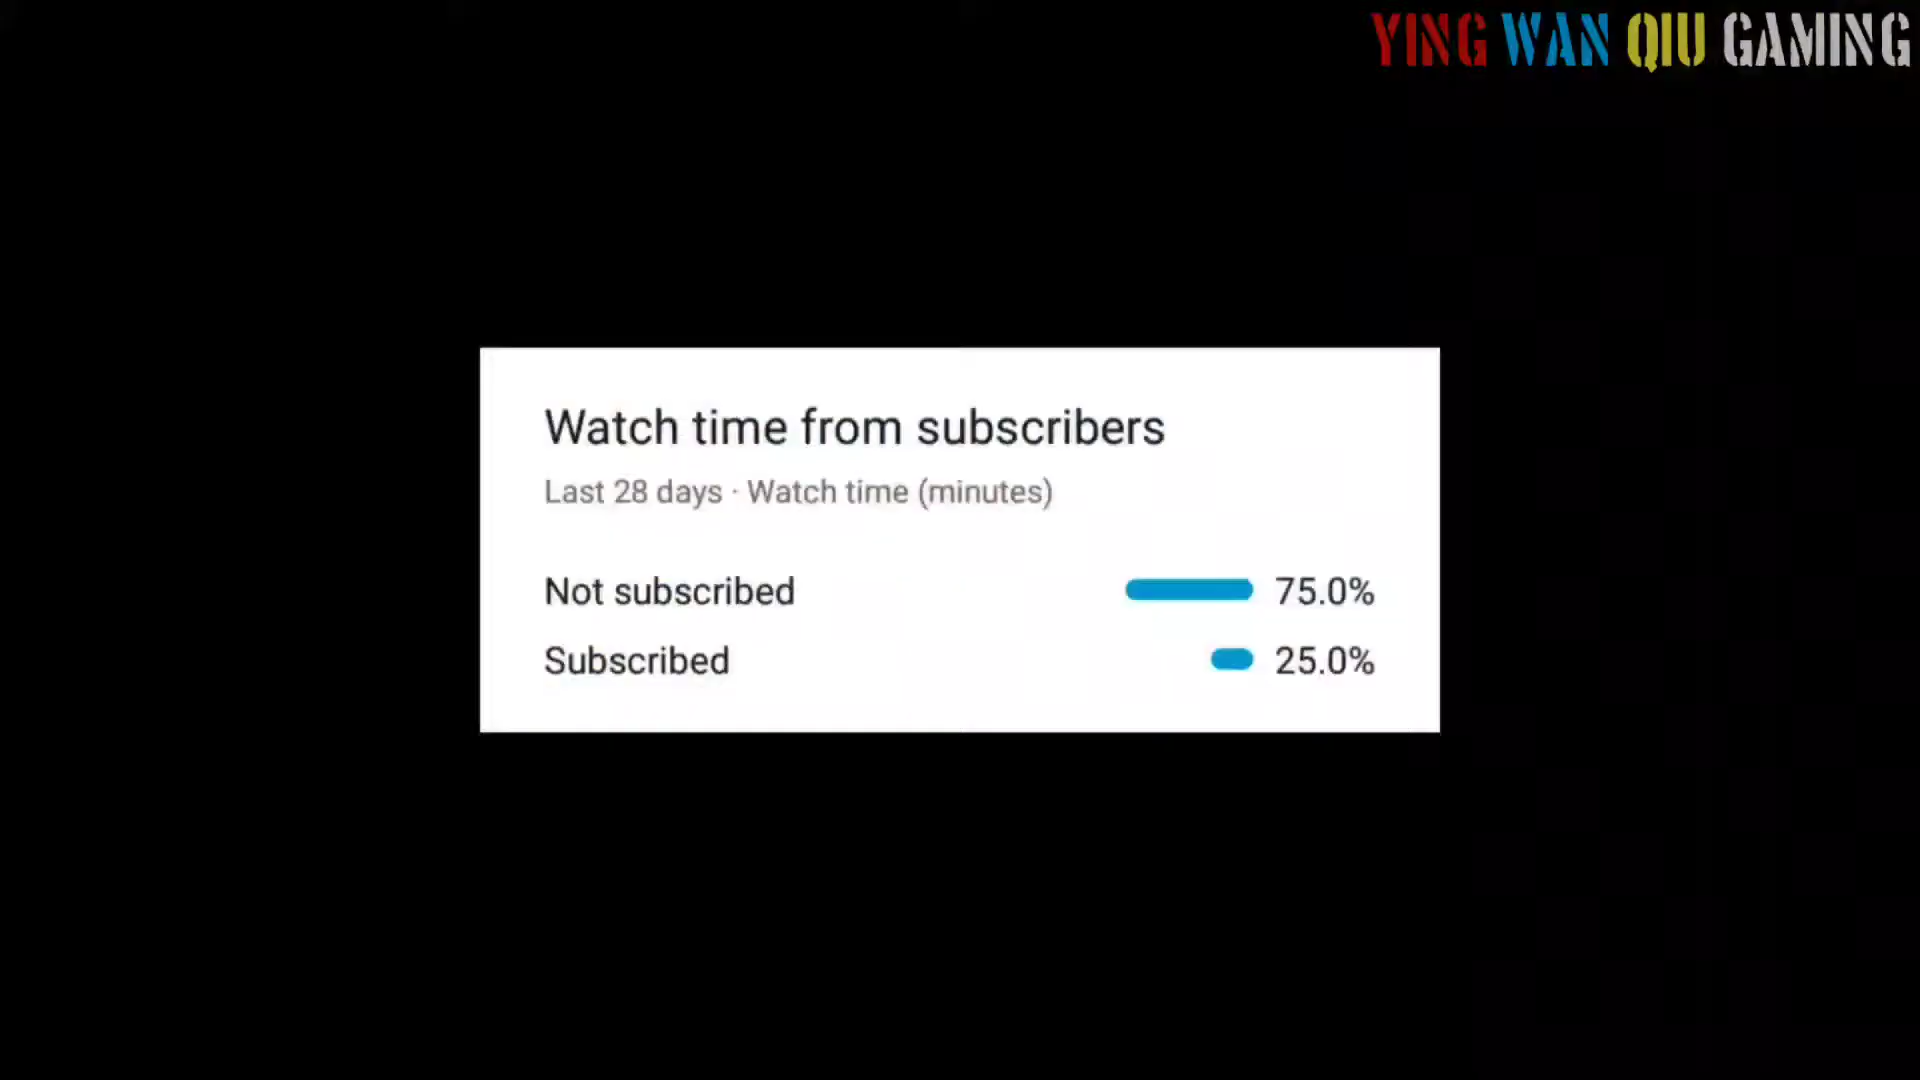 YING WAN QIU GAMING
Watch time from subscribers
Last 28 days · Watch time (minutes)
Not subscribed 75.0%
Subscribed 25.0%